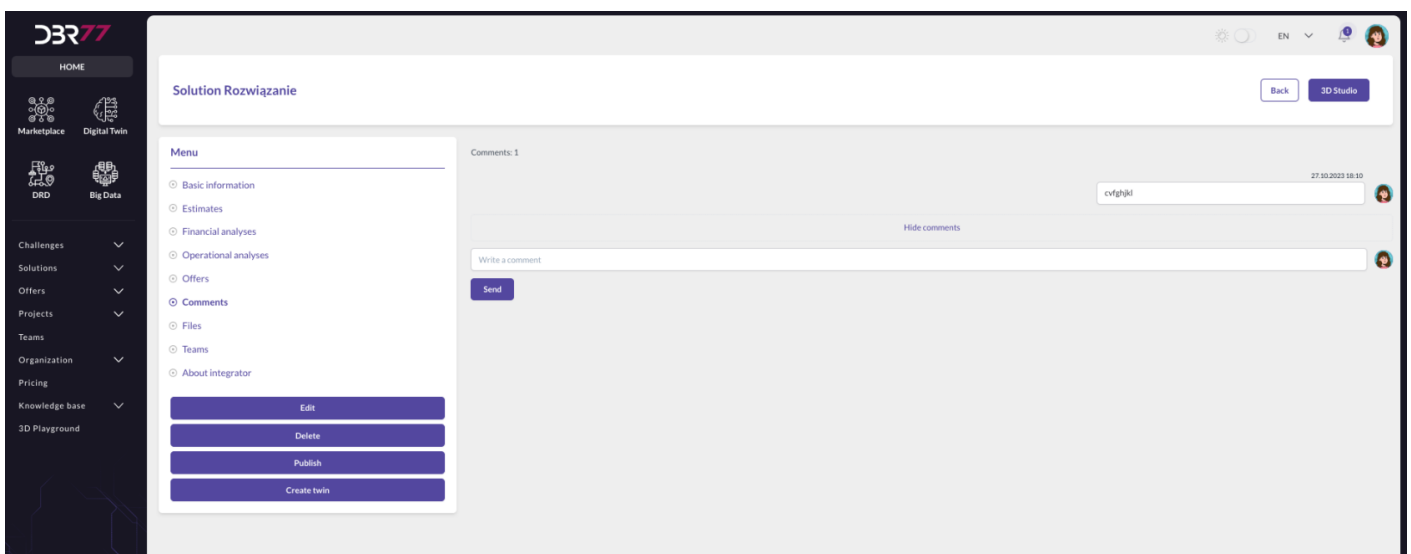 DBR77
HOME
Marketplace
Digital Twin
DRD
Big Data
Challenges
Solutions
Offers
Projects
Teams
Organization
Pricing
Knowledge base
3D Playground
EN
1
Solution Rozwiązanie
Back
3D Studio
Menu
Basic information
Estimates
Financial analyses
Operational analyses
Offers
Comments
Files
Teams
About integrator
Edit
Delete
Publish
Create twin
Comments: 1
27.10.2023 18:10
cvfghjkl
Hide comments
Write a comment
Send